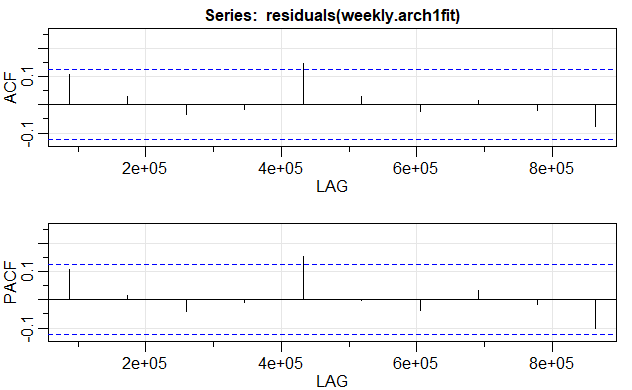 Series:  residuals(weekly.arch1fit)
ACF
0.1
-0.1
2e+05 4e+05 6e+05 8e+05
LAG
PACF
0.1
-0.1
2e+05 4e+05 6e+05 8e+05
LAG